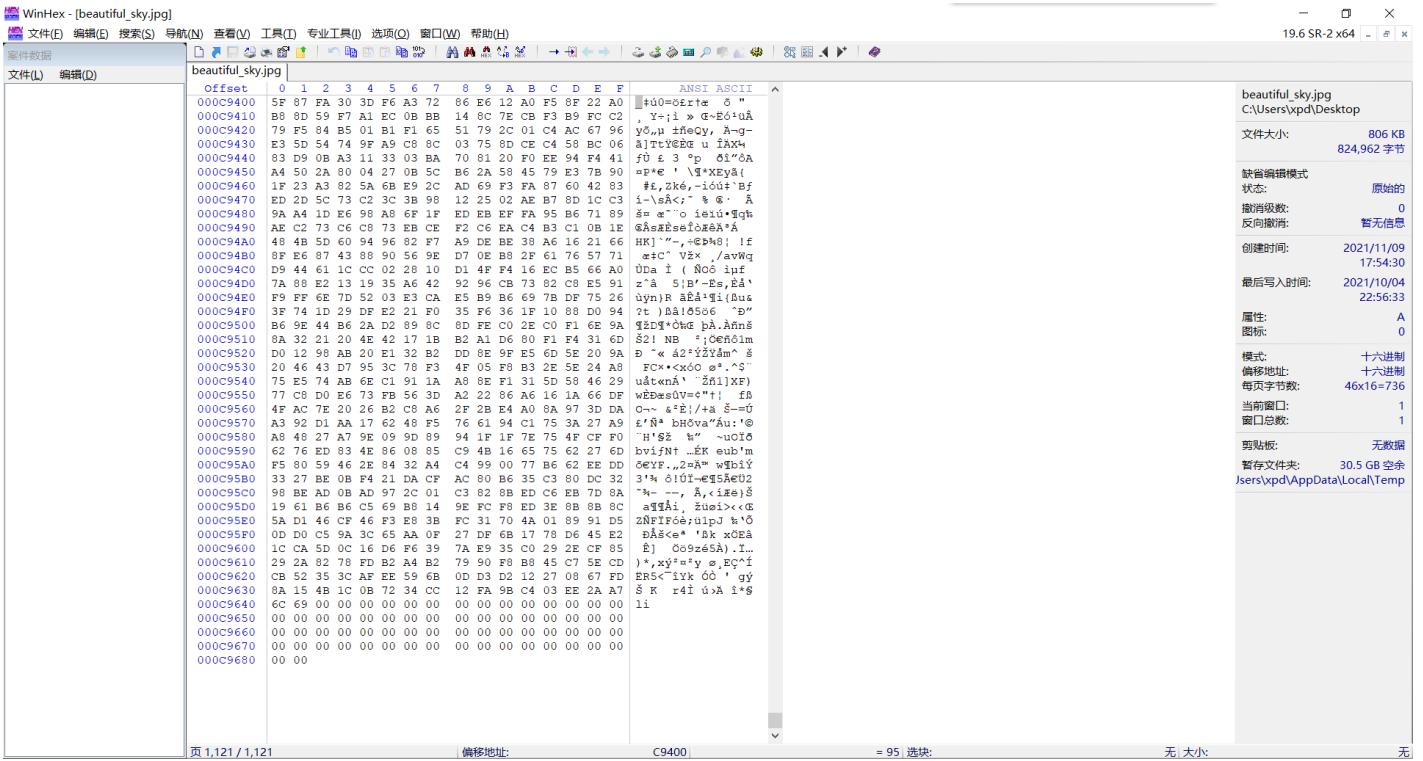 WinHex - [beautiful_sky.jpg]
文件(F) 编辑(E) 搜索(S) 导航(N) 查看(V) 工具(T) 专业工具(I) 选项(O) 窗口(W) 帮助(H) 19.6 SR-2 x64
案件数据
文件(L) 编辑(D)
beautiful_sky.jpg
Offset 0 1 2 3 4 5 6 7 8 9 A B C D E F ANSI ASCII
000C9400 5F 87 FA 30 3D F6 A3 72 86 E6 12 A0 F5 8F 22 A0
000C9410 B8 8D 59 F7 A1 EC 0B BB 14 8C 7E CB F3 B9 FC C2
000C9420 79 F5 84 B5 01 B1 F1 65 51 79 2C 01 C4 AC 67 96
000C9430 E3 5D 54 74 9F A9 C8 8C 03 75 8D CE C4 58 BC 06
000C9440 83 D9 0B A3 11 33 03 BA 70 81 20 F0 EE 94 F4 41
000C9450 A4 50 2A 80 04 27 0B 5C B6 2A 58 45 79 E3 7B 90
000C9460 1F 23 A3 82 5A 6B E9 2C AD 69 F3 FA 87 60 42 83
000C9470 ED 2D 5C 73 C2 3C 3B 98 12 25 02 AE B7 8D 1C C3
000C9480 9A A4 1D E6 98 A8 6F 1F ED EB EF FA 95 B6 71 89
000C9490 AE C2 73 C6 C8 73 EB CE F2 C6 EA C4 B3 C1 0B 1E
000C94A0 48 4B 5D 60 94 96 82 F7 A9 DE BE 38 A6 16 21 66
000C94B0 8F E6 87 43 88 90 56 9E D7 0E B8 2F 61 76 57 71
000C94C0 D9 44 61 1C CC 02 28 10 D1 4F F4 16 EC B5 66 A0
000C94D0 7A 88 E2 13 19 35 A6 42 92 96 CB 73 82 C8 E5 91
000C94E0 F9 FF 6E 7D 52 03 E3 CA E5 B9 B6 69 7B DF 75 26
000C94F0 3F 74 1D 29 DF E2 21 F0 35 F6 36 1F 10 88 D0 94
000C9500 B6 9E 44 B6 2A D2 89 8C 8D FE C0 2E C0 F1 6E 9A
000C9510 8A 32 21 20 4E 42 17 1B B2 A1 D6 80 F1 F4 31 6D
000C9520 D0 12 98 AB 20 E1 32 B2 DD 8E 9F E5 6D 5E 20 9A
000C9530 20 46 43 D7 95 3C 78 F3 4F 05 F8 B3 2E 5E 24 A8
000C9540 75 E5 74 AB 6E C1 91 1A A8 8E F1 31 5D 58 46 29
000C9550 77 C8 D0 E6 73 FB 56 3D A2 22 86 A6 16 1A 66 DF
000C9560 4F AC 7E 20 26 B2 C8 A6 2F 2B E4 A0 8A 97 3D DA
000C9570 A3 92 D1 AA 17 62 48 F5 76 61 94 C1 75 3A 27 A9
000C9580 A8 48 27 A7 9E 09 9D 89 94 1F 1F 7E 75 4F CF F0
000C9590 62 76 ED 83 4E 86 08 85 C9 4B 16 65 75 62 27 6D
000C95A0 F5 80 59 46 2E 84 32 A4 C4 99 00 77 B6 62 EE DD
000C95B0 33 27 BE 0B F4 21 DA CF AC 80 B6 35 C3 80 DC 32
000C95C0 98 BE AD 0B AD 97 2C 01 C3 82 8B ED C6 EB 7D 8A
000C95D0 19 61 B6 B6 C5 69 B8 14 9E FC F8 ED 3E 8B 8B 8C
000C95E0 5A D1 46 CF 46 F3 E8 3B FC 31 70 4A 01 89 91 D5
000C95F0 0D D0 C5 9A 3C 65 AA 0F 27 DF 6B 17 78 D6 45 E2
000C9600 1C CA 5D 0C 16 D6 F6 39 7A E9 35 C0 29 2E CF 85
000C9610 29 2A 82 78 FD B2 A4 B2 79 90 F8 B8 45 C7 5E CD
000C9620 CB 52 35 3C AF EE 59 6B 0D D3 D2 12 27 08 67 FD
000C9630 8A 15 4B 1C 0B 72 34 CC 12 FA 9B C4 03 EE 2A A7
000C9640 6C 69 00 00 00 00 00 00 00 00 00 00 00 00 00 00 li
000C9650 00 00 00 00 00 00 00 00 00 00 00 00 00 00 00 00
000C9660 00 00 00 00 00 00 00 00 00 00 00 00 00 00 00 00
000C9670 00 00 00 00 00 00 00 00 00 00 00 00 00 00 00 00
000C9680 00 00
beautiful_sky.jpg
C:\Users\xpd\Desktop
文件大小: 806 KB
824,962 字节
缺省编辑模式
状态: 原始的
撤消级数: 0
反向撤消: 暂无信息
创建时间: 2021/11/09
17:54:30
最后写入时间: 2021/10/04
22:56:33
属性: A
图标: 0
模式: 十六进制
偏移地址: 十六进制
每页字节数: 46x16=736
当前窗口: 1
窗口总数: 1
剪贴板: 无数据
暂存文件夹: 30.5 GB 空余
Jsers\xpd\AppData\Local\Temp
页 1,121 / 1,121 偏移地址: C9400 = 95 选块: 无 大小: 无